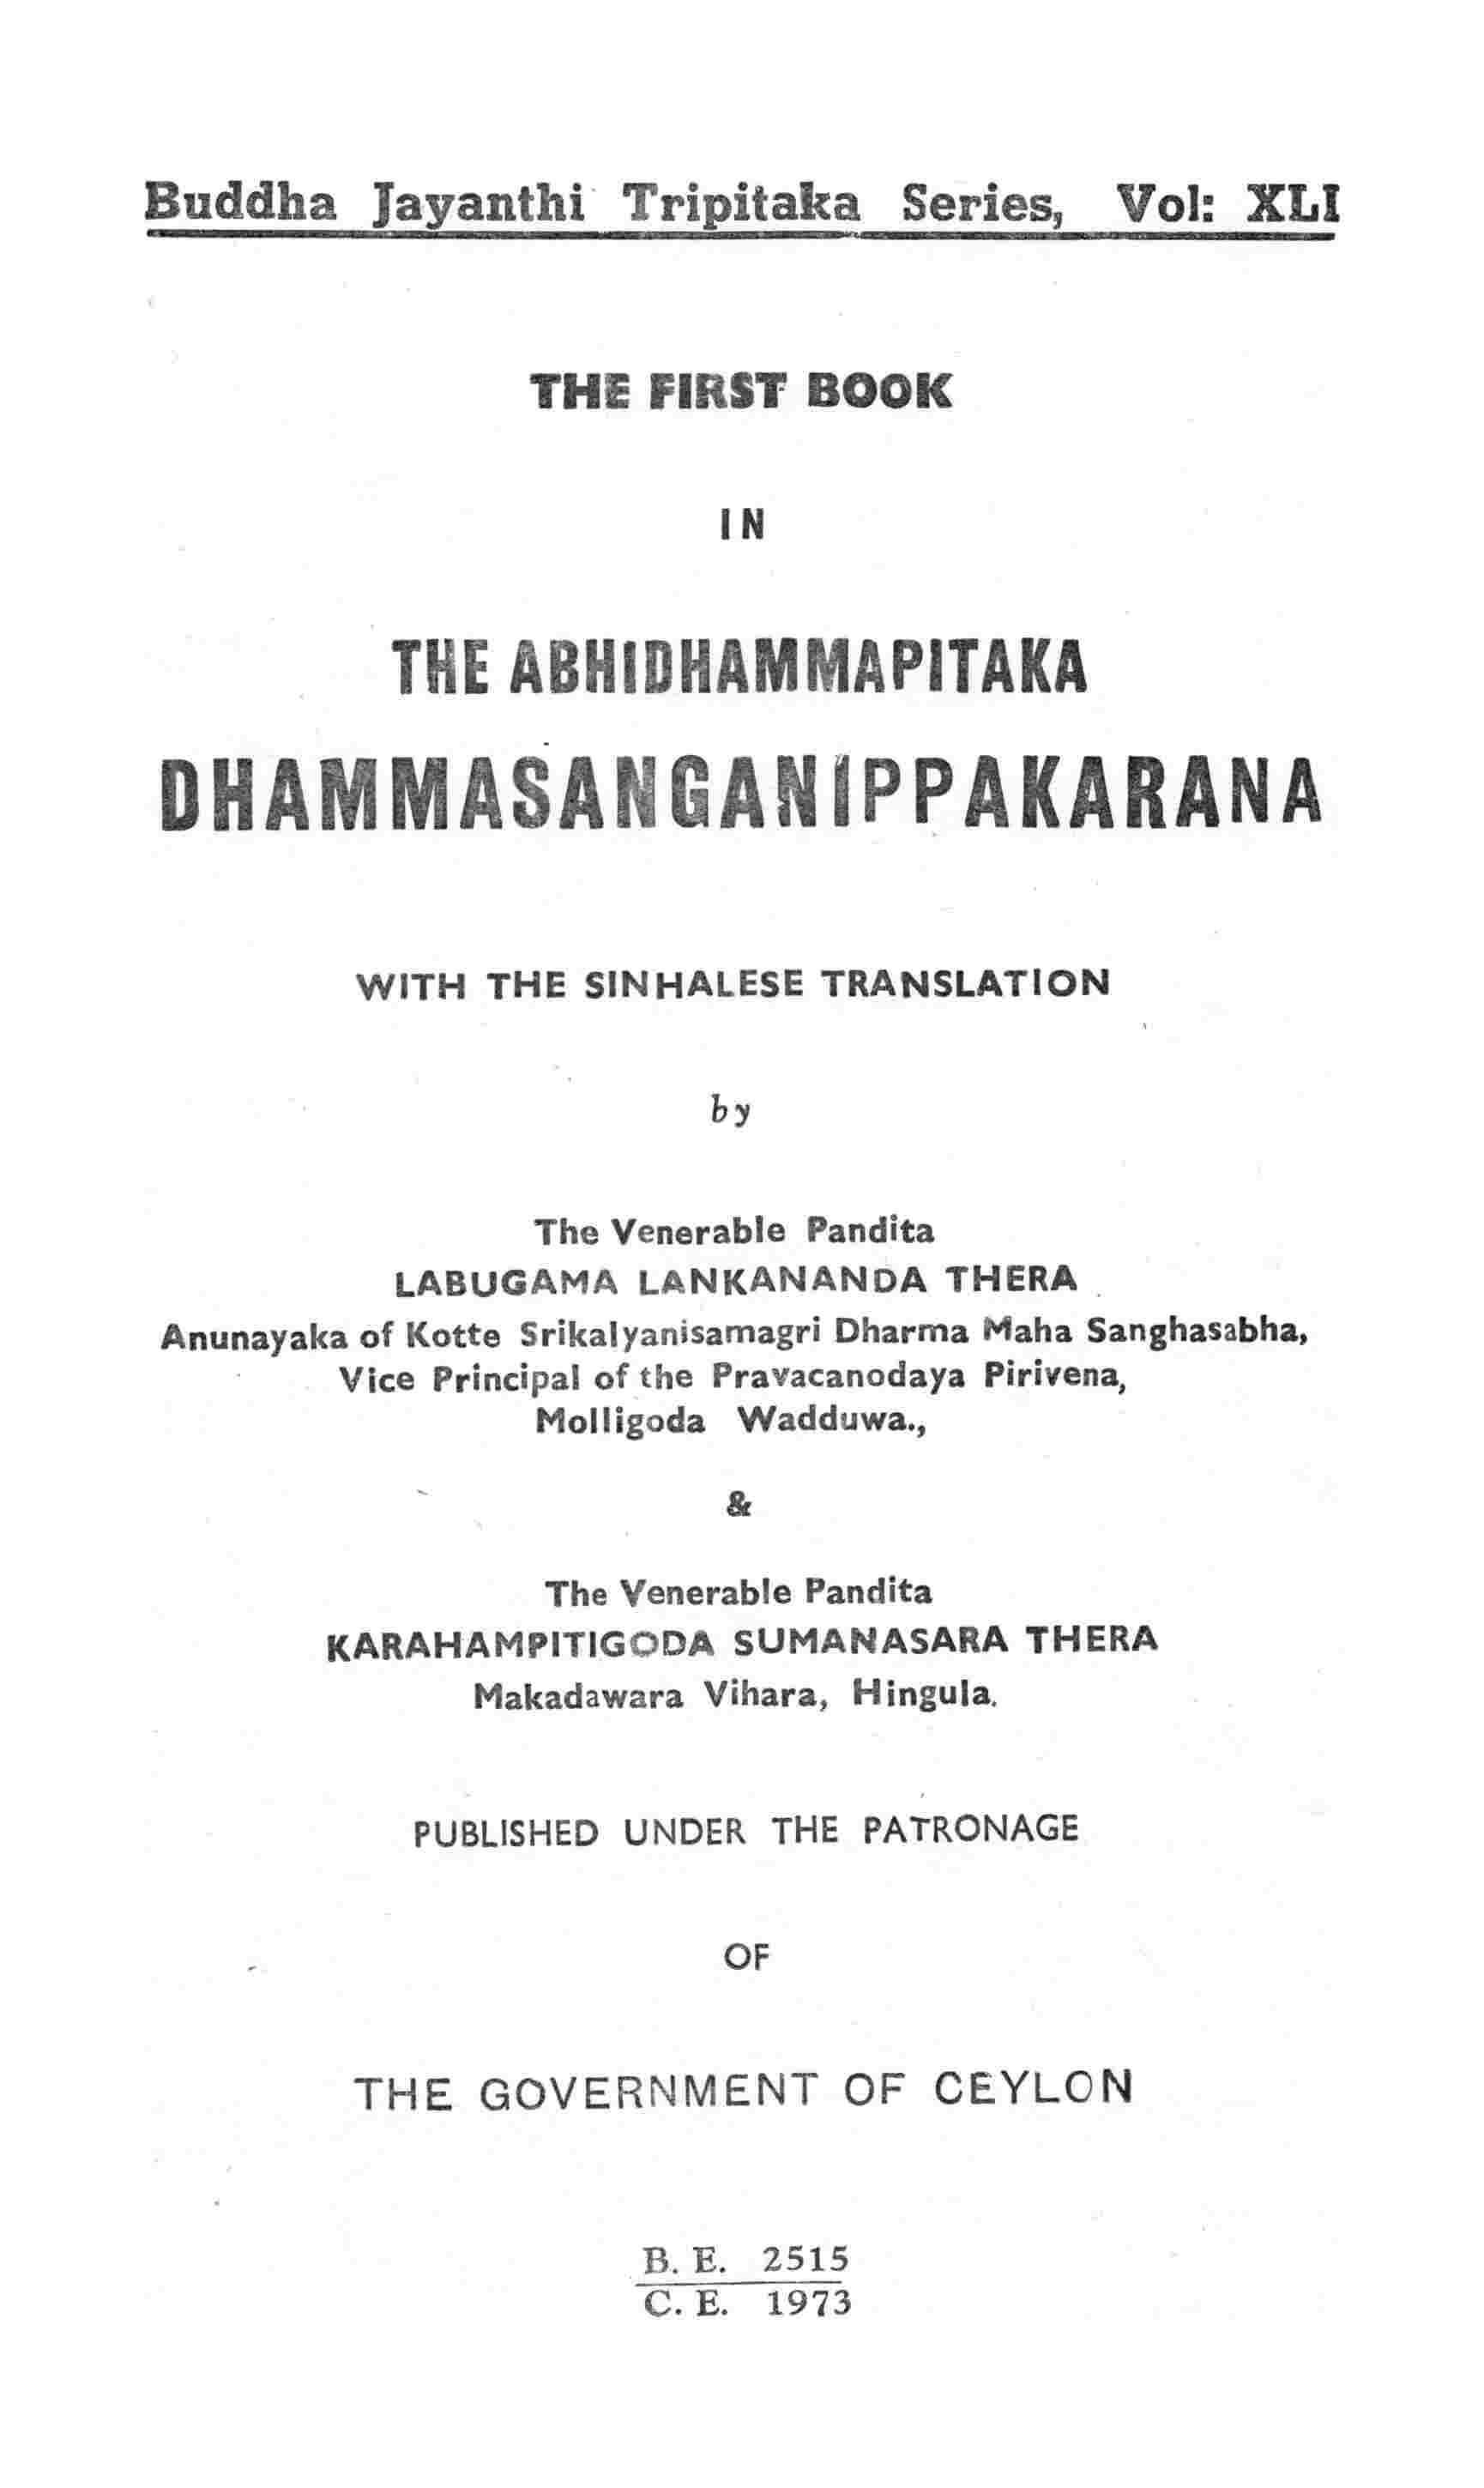 Buddha Jayanthi Tripitaka Series, Vol: XLI
THE FIRST BOOK
IN
THE ABHIDHAMMAPITAKA
DHAMMASANGANIPPAKARANA
WITH THE SINHALESE TRANSLATION
by
The Venerable Pandita
LABUGAMA LANKANANDA THERA
Anunayaka of Kotte Srikalyanisamagri Dharma Maha Sanghasabha,
Vice Principal of the Pravacanodaya Pirivena,
Molligoda Wadduwa.,
&
The Venerable Pandita
KARAHAMPITIGODA SUMANASARA THERA
Makadawara Vihara, Hingula.
PUBLISHED UNDER THE PATRONAGE
OF
THE GOVERNMENT OF CEYLON
B. E. 2515
C. E. 1973